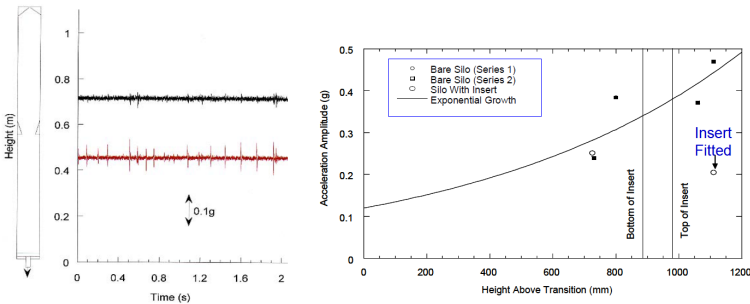 1
0.8
0.6
0.4
0.2
0
Height (m)
0.1g
0 0.4 0.8 1.2 1.6 2
Time (s)
0.5
0.4
0.3
0.2
0.1
0.0
Acceleration Amplitude (g)
Bare Silo (Series 1)
Bare Silo (Series 2)
Silo With Insert
Exponential Growth
Insert
Fitted
Bottom of Insert
Top of Insert
0 200 400 600 800 1000 1200
Height Above Transition (mm)